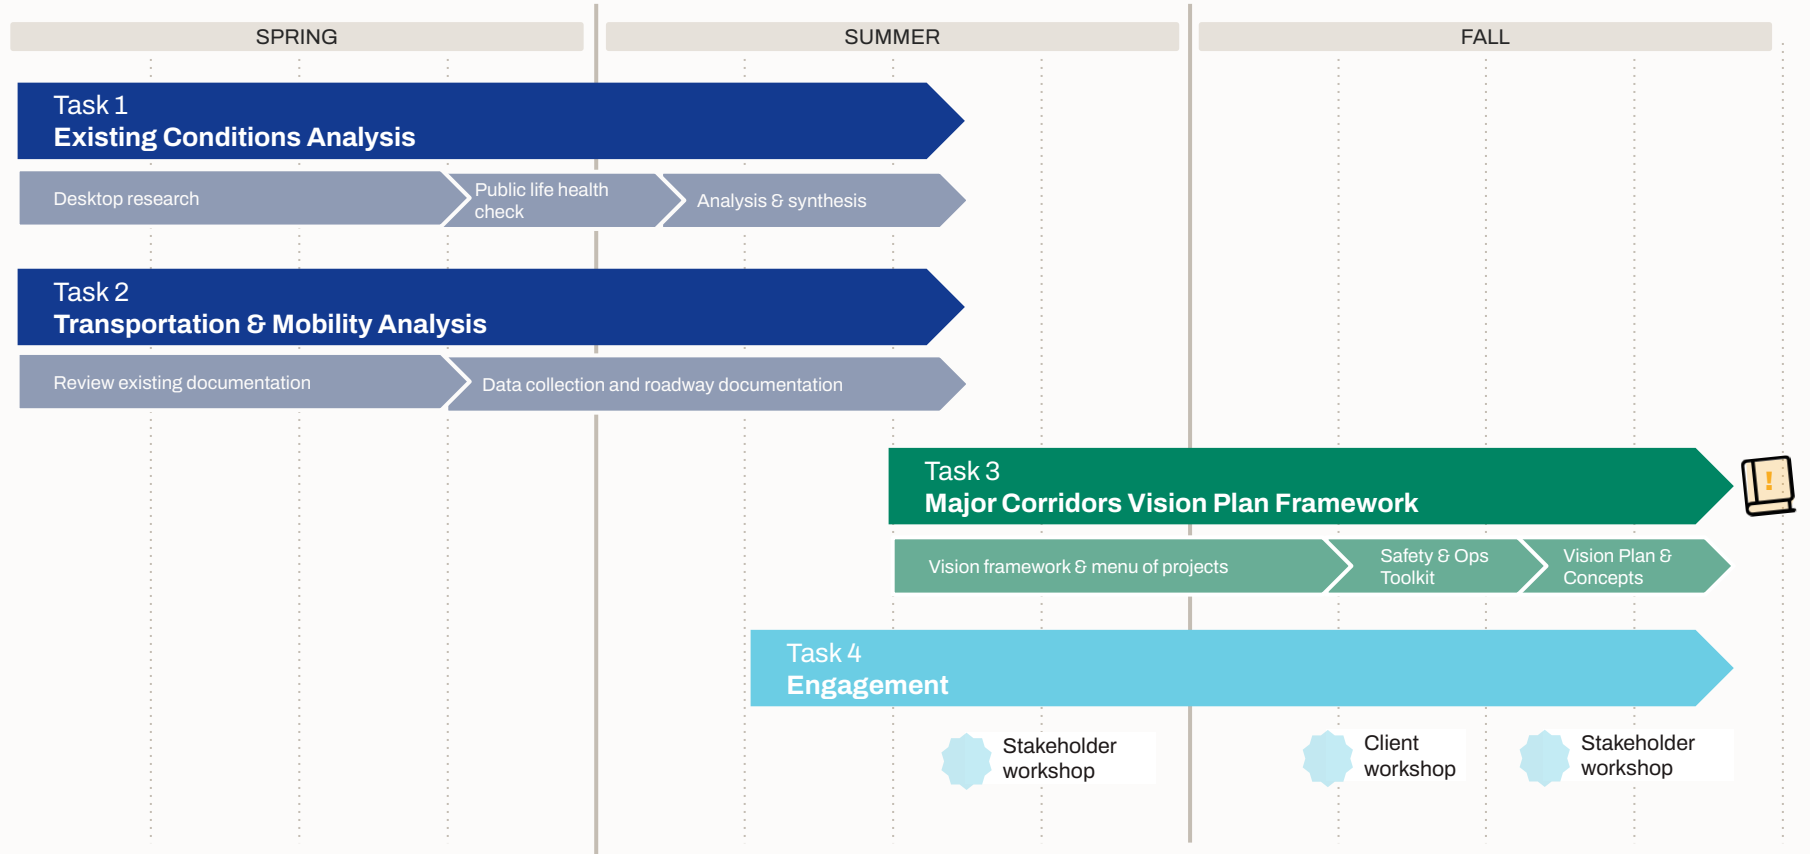 SPRING
SUMMER
FALL
Task 1
Existing Conditions Analysis
Desktop research
Public life health
check
Analysis & synthesis
Task 2
Transportation & Mobility Analysis
Review existing documentation
Data collection and roadway documentation
Task 3
Major Corridors Vision Plan Framework
!
Vision framework & menu of projects
Safety & Ops
Toolkit
Vision Plan &
Concepts
Task 4
Engagement
Stakeholder
workshop
Client
workshop
Stakeholder
workshop